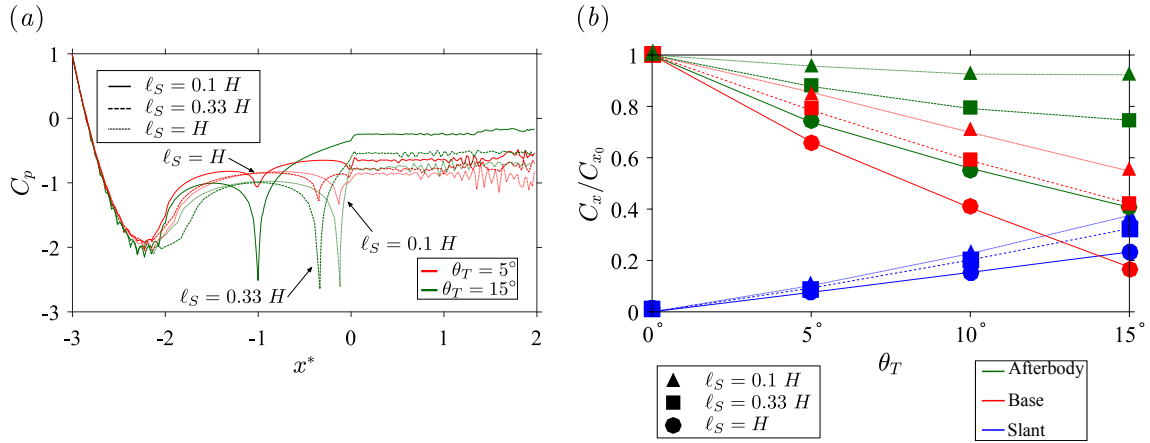 (a)
1
0
-1
-2
-3
C_p
-3
-2
-1
0
1
2
x*
ℓ_S = 0.1 H
ℓ_S = 0.33 H
ℓ_S = H
ℓ_S = H
ℓ_S = 0.1 H
ℓ_S = 0.33 H
θ_T = 5°
θ_T = 15°
(b)
1
0.8
0.6
0.4
0.2
0
C_x/C_{x_0}
0°
5°
10°
15°
θ_T
ℓ_S = 0.1 H
ℓ_S = 0.33 H
ℓ_S = H
Afterbody
Base
Slant